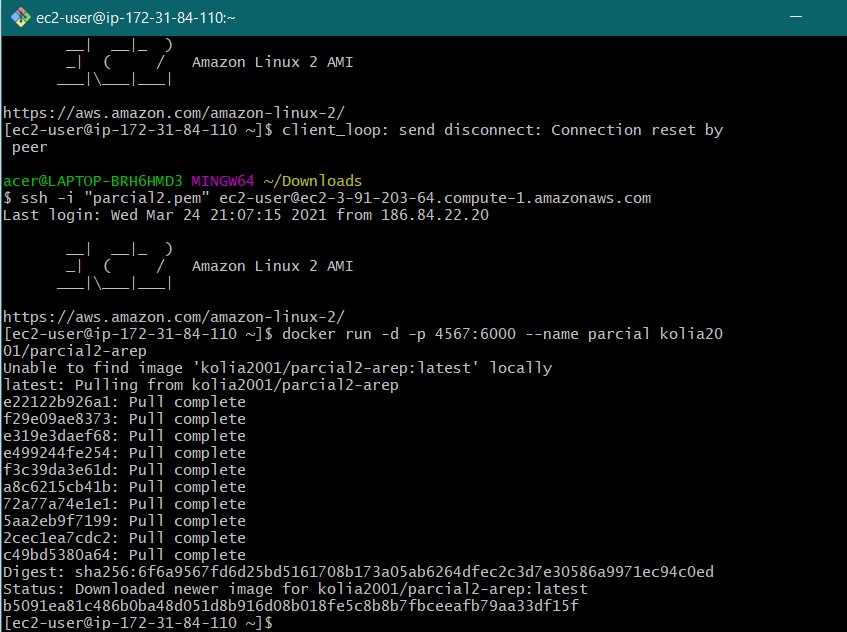 ec2-user@ip-172-31-84-110:~
       __|  __|_  )
       _|  (     /   Amazon Linux 2 AMI
      ___|\___|___|
https://aws.amazon.com/amazon-linux-2/
[ec2-user@ip-172-31-84-110 ~]$ client_loop: send disconnect: Connection reset by
 peer
acer@LAPTOP-BRH6HMD3 MINGW64 ~/Downloads
$ ssh -i "parcial2.pem" ec2-user@ec2-3-91-203-64.compute-1.amazonaws.com
Last login: Wed Mar 24 21:07:15 2021 from 186.84.22.20
       __|  __|_  )
       _|  (     /   Amazon Linux 2 AMI
      ___|\___|___|
https://aws.amazon.com/amazon-linux-2/
[ec2-user@ip-172-31-84-110 ~]$ docker run -d -p 4567:6000 --name parcial kolia20
01/parcial2-arep
Unable to find image 'kolia2001/parcial2-arep:latest' locally
latest: Pulling from kolia2001/parcial2-arep
e22122b926a1: Pull complete
f29e09ae8373: Pull complete
e319e3daef68: Pull complete
e499244fe254: Pull complete
f3c39da3e61d: Pull complete
a8c6215cb41b: Pull complete
72a77a74e1e1: Pull complete
5aa2eb9f7199: Pull complete
2cec1ea7cdc2: Pull complete
c49bd5380a64: Pull complete
Digest: sha256:6f6a9567fd6d25bd5161708b173a05ab6264dfec2c3d7e30586a9971ec94c0ed
Status: Downloaded newer image for kolia2001/parcial2-arep:latest
b5091ea81c486b0ba48d051d8b916d08b018fe5c8b8b7fbceeafb79aa33df15f
[ec2-user@ip-172-31-84-110 ~]$